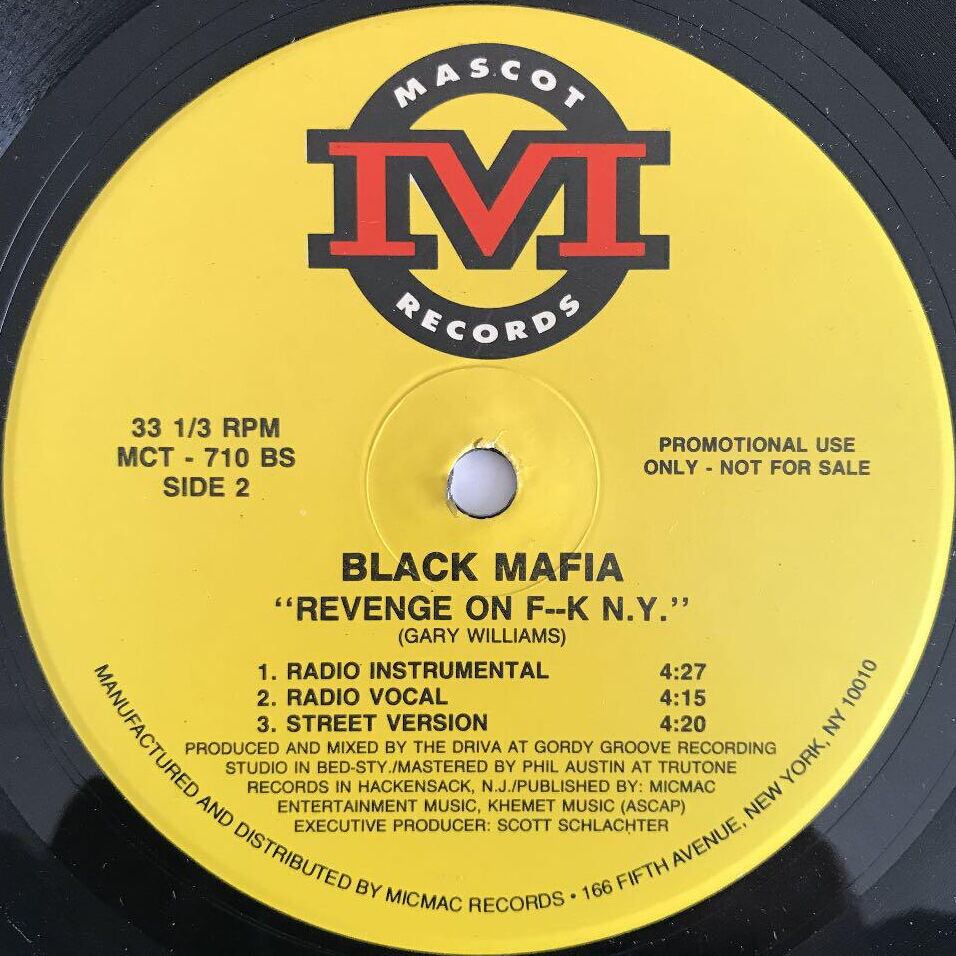 MASCOT
M
RECORDS
33 1/3 RPM
MCT - 710 BS
SIDE 2
PROMOTIONAL USE
ONLY - NOT FOR SALE
BLACK MAFIA
“REVENGE ON F--K N.Y.”
(GARY WILLIAMS)
1. RADIO INSTRUMENTAL 4:27
2. RADIO VOCAL 4:15
3. STREET VERSION 4:20
PRODUCED AND MIXED BY THE DRIVA AT GORDY GROOVE RECORDING
STUDIO IN BED-STY./MASTERED BY PHIL AUSTIN AT TRUTONE
RECORDS IN HACKENSACK, N.J./PUBLISHED BY: MICMAC
ENTERTAINMENT MUSIC, KHEMET MUSIC (ASCAP)
EXECUTIVE PRODUCER: SCOTT SCHLACHTER
MANUFACTURED AND DISTRIBUTED BY MICMAC RECORDS • 166 FIFTH AVENUE, NEW YORK, NY 10010